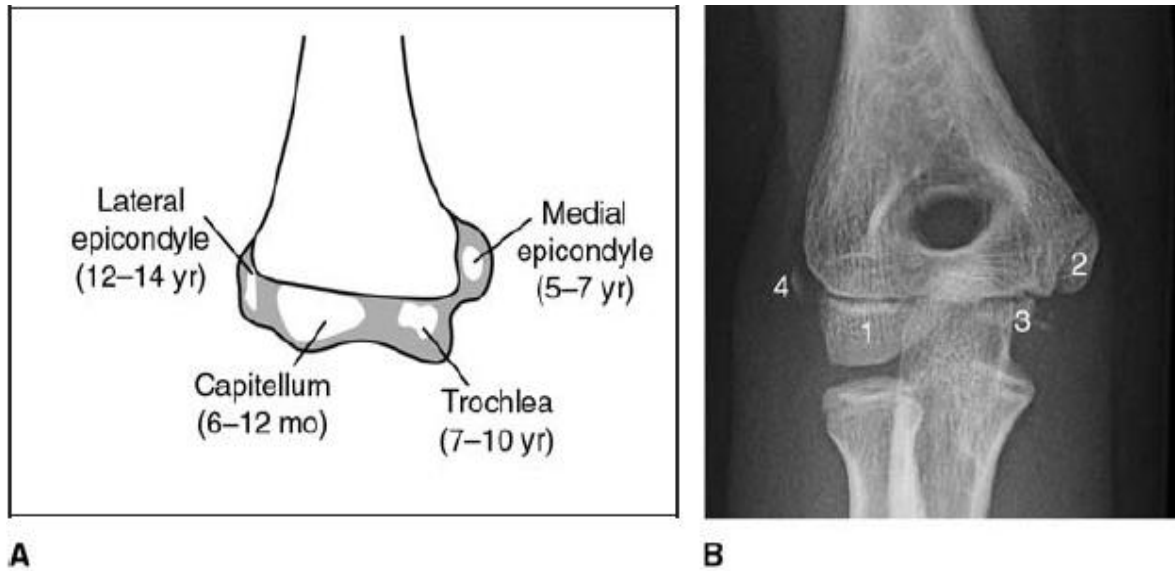 Lateral
epicondyle
(12–14 yr)
Medial
epicondyle
(5–7 yr)
Capitellum
(6–12 mo)
Trochlea
(7–10 yr)
A
4
1
2
3
B